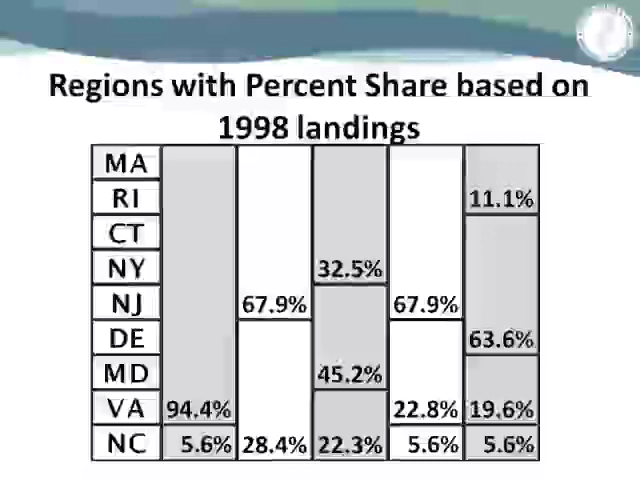 Regions with Percent Share based on
1998 landings
MA
RI 11.1%
CT
NY 32.5%
NJ 67.9% 67.9%
DE 63.6%
MD 45.2%
VA 94.4% 22.8% 19.6%
NC 5.6% 28.4% 22.3% 5.6% 5.6%